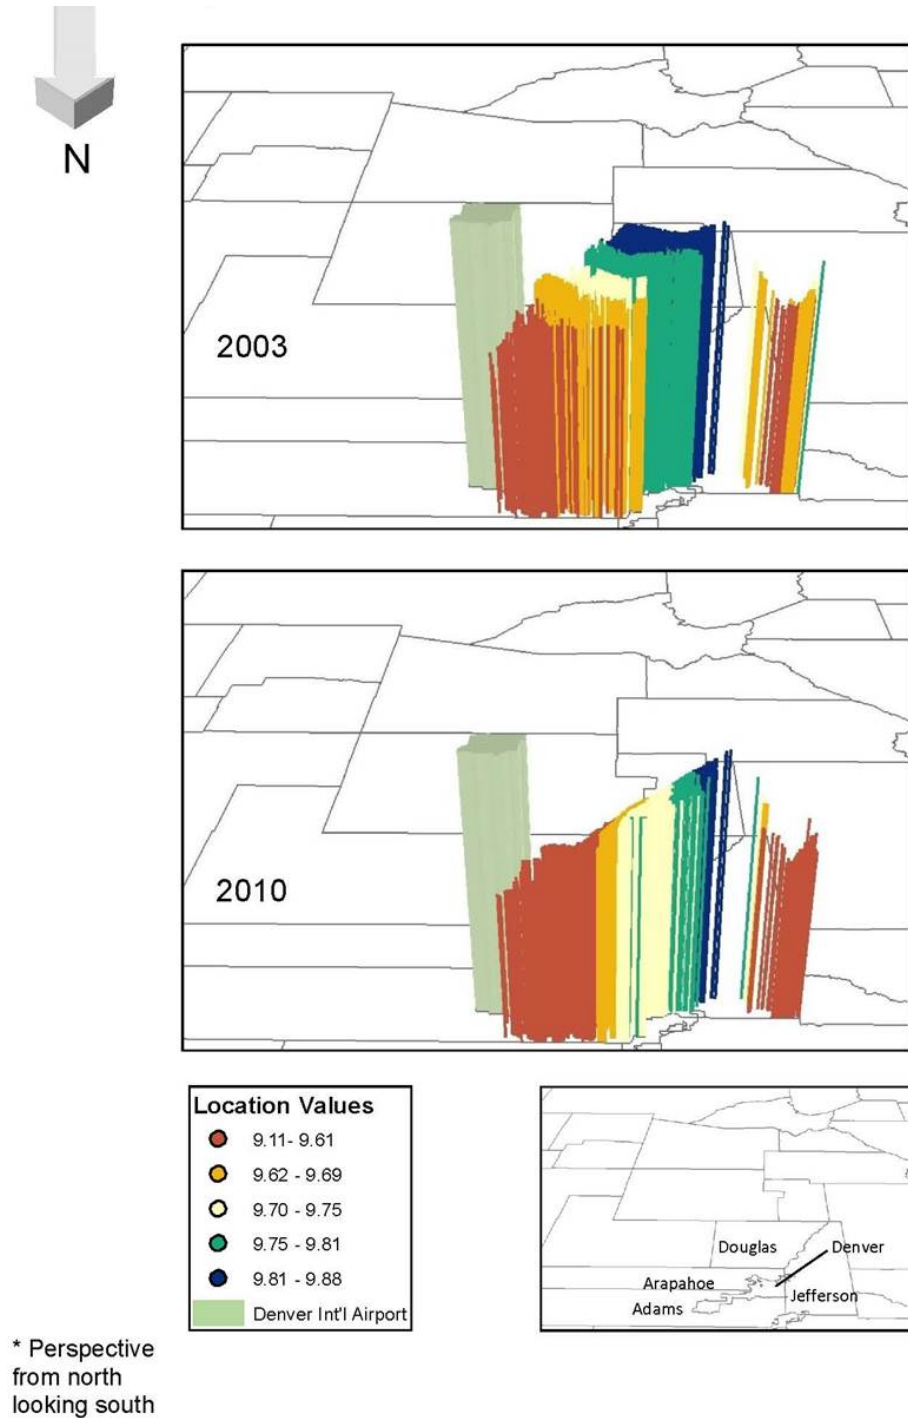 N
2003
2010
Location Values
9.11- 9.61
9.62 - 9.69
9.70 - 9.75
9.75 - 9.81
9.81 - 9.88
Denver Int'l Airport
Douglas
Denver
Arapahoe
Jefferson
Adams
* Perspective
from north
looking south